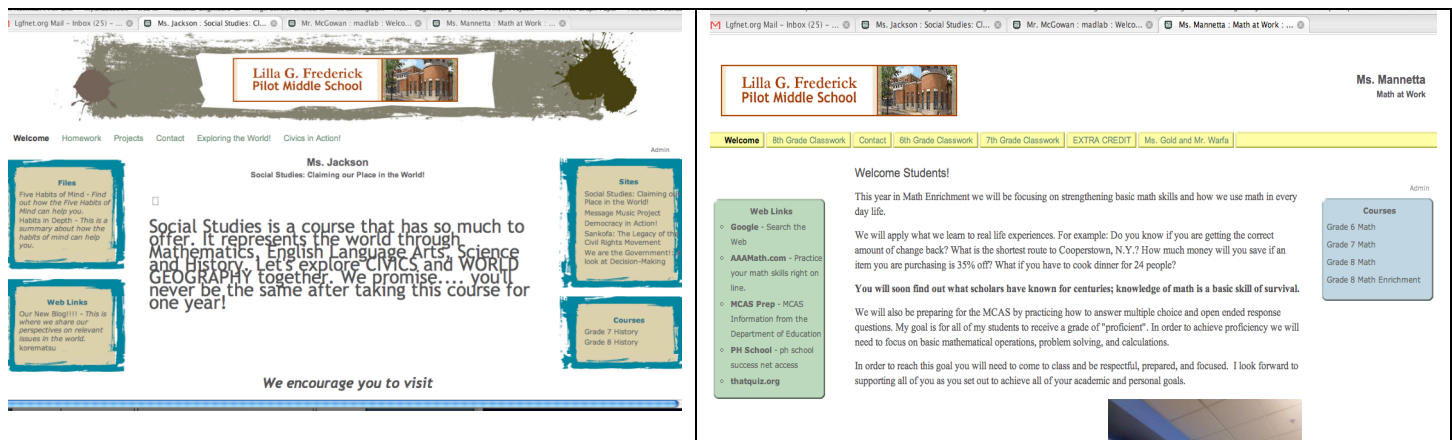 Lgfnet.org Mail – Inbox (25) – ...
Ms. Jackson : Social Studies: Cl...
Mr. McGowan : madlab : Welco...
Ms. Mannetta : Math at Work : ...
Lilla G. Frederick
Pilot Middle School
Welcome Homework Projects Contact Exploring the World! Civics in Action!
Admin
Ms. Jackson
Social Studies: Claiming our Place in the World!
Files
Five Habits of Mind - Find
out how the Five Habits of
Mind can help you.
Habits in Depth - This is a
summary about how the
habits of mind can help
you.
Web Links
Our New Blog!!!! - This is
where we share our
perspectives on relevant
issues in the world.
korematsu
Social Studies is a course that has so much to
offer. It represents the world through
Mathematics, English Language Arts, Science
and History. Let's explore CIVICS and WORLD
GEOGRAPHY together. We promise.... you'll
never be the same after taking this course for
one year!
We encourage you to visit
Sites
Social Studies: Claiming ou
Place in the World!
Message Music Project
Democracy in Action!
Sankofa: The Legacy of the
Civil Rights Movement
We are the Government!:
look at Decision-Making
Courses
Grade 7 History
Grade 8 History
Lgfnet.org Mail – Inbox (25) – ...
Ms. Jackson : Social Studies: Cl...
Mr. McGowan : madlab : Welco...
Ms. Mannetta : Math at Work : ...
Lilla G. Frederick
Pilot Middle School
Ms. Mannetta
Math at Work
Welcome 8th Grade Classwork Contact 6th Grade Classwork 7th Grade Classwork EXTRA CREDIT Ms. Gold and Mr. Warfa
Web Links
Google - Search the
Web
AAAMath.com - Practice
your math skills right on
line.
MCAS Prep - MCAS
Information from the
Department of Education
PH School - ph school
success net access
thatquiz.org
Welcome Students!
This year in Math Enrichment we will be focusing on strengthening basic math skills and how we use math in every
day life.
We will apply what we learn to real life experiences. For example: Do you know if you are getting the correct
amount of change back? What is the shortest route to Cooperstown, N.Y.? How much money will you save if an
item you are purchasing is 35% off? What if you have to cook dinner for 24 people?
You will soon find out what scholars have known for centuries; knowledge of math is a basic skill of survival.
We will also be preparing for the MCAS by practicing how to answer multiple choice and open ended response
questions. My goal is for all of my students to receive a grade of "proficient". In order to achieve proficiency we will
need to focus on basic mathematical operations, problem solving, and calculations.
In order to reach this goal you will need to come to class and be respectful, prepared, and focused. I look forward to
supporting all of you as you set out to achieve all of your academic and personal goals.
Admin
Courses
Grade 6 Math
Grade 7 Math
Grade 8 Math
Grade 8 Math Enrichment